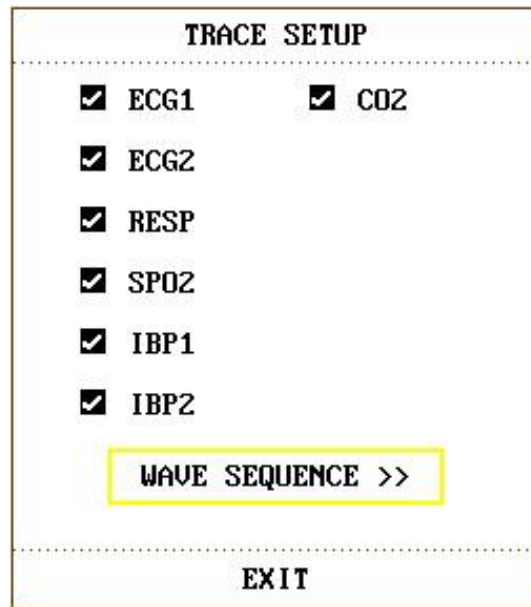 TRACE SETUP
ECG1 CO2
ECG2
RESP
SPO2
IBP1
IBP2
WAVE SEQUENCE >>
EXIT